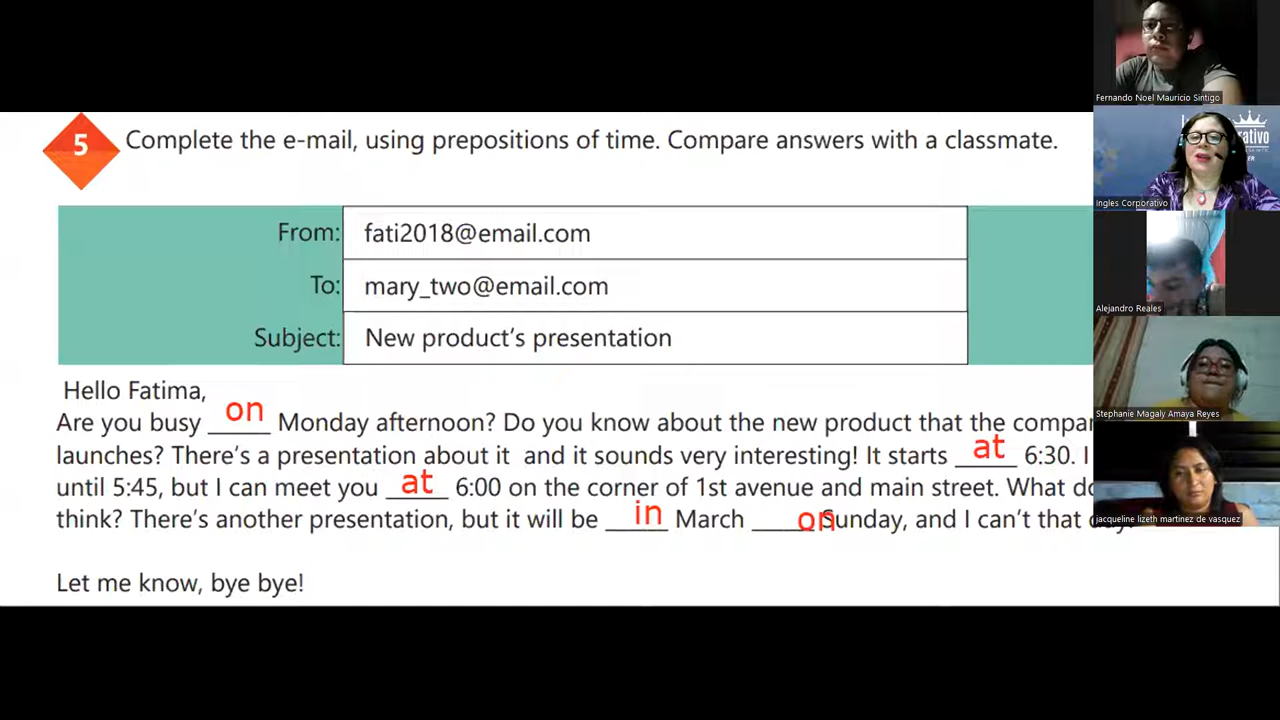 5 Complete the e-mail, using prepositions of time. Compare answers with a classmate.
From: fati2018@email.com
To: mary_two@email.com
Subject: New product's presentation
Hello Fatima,
Are you busy on Monday afternoon? Do you know about the new product that the
launches? There's a presentation about it and it sounds very interesting! It starts at 6:30. I
until 5:45, but I can meet you at 6:00 on the corner of 1st avenue and main street. What
think? There's another presentation, but it will be in March on Sunday, and I can't that
Let me know, bye bye!
Fernando Noel Mauricio Sintigo
Ingles Corporativo
Alejandro Reales
Stephanie Magaly Amaya Reyes
jacqueline lizeth martinez de vasquez